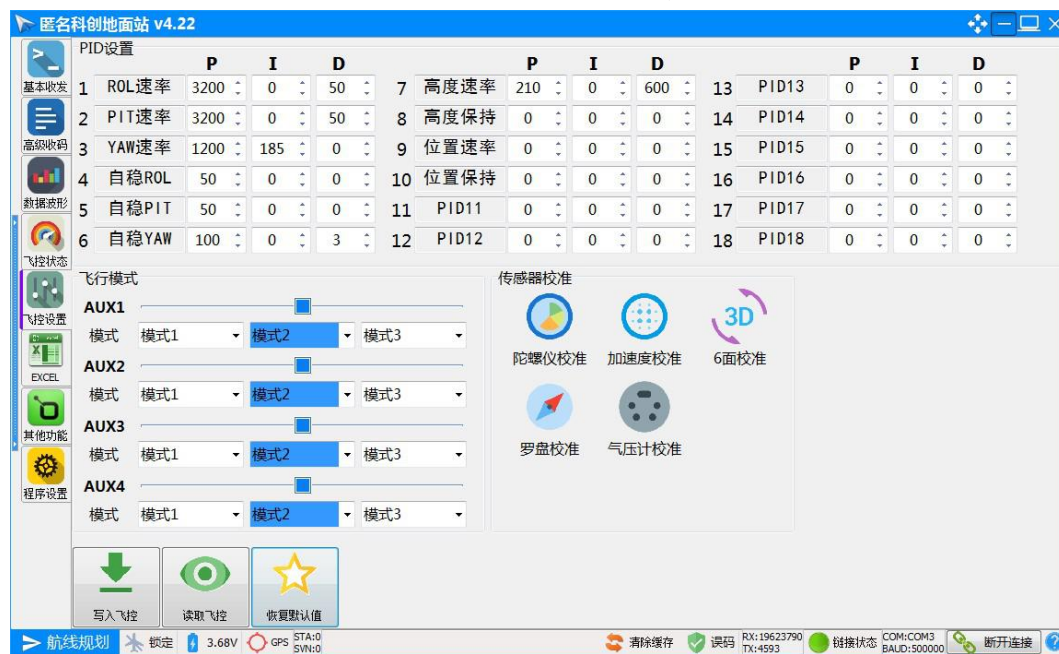 匿名科创地面站 v4.22
PID设置
P I D P I D P I D
1 ROL速率 3200 0 50 7 高度速率 210 0 600 13 PID13 0 0 0
基本收发
2 PIT速率 3200 0 50 8 高度保持 0 0 0 14 PID14 0 0 0
高级收码
3 YAW速率 1200 185 0 9 位置速率 0 0 0 15 PID15 0 0 0
4 自稳ROL 50 0 0 10 位置保持 0 0 0 16 PID16 0 0 0
数据波形
5 自稳PIT 50 0 0 11 PID11 0 0 0 17 PID17 0 0 0
6 自稳YAW 100 0 3 12 PID12 0 0 0 18 PID18 0 0 0
飞控状态
飞行模式 传感器校准
AUX1
飞控设置
模式 模式1 模式2 模式3
3D
陀螺仪校准 加速度校准 6面校准
AUX2
EXCEL
模式 模式1 模式2 模式3
AUX3
其他功能
模式 模式1 模式2 模式3
罗盘校准 气压计校准
AUX4
程序设置
模式 模式1 模式2 模式3
写入飞控 读取飞控 恢复默认值
航线规划 锁定 3.68V GPS STA:0 SVN:0 清除缓存 误码 RX:19623790 TX:4593 链接状态 COM:COM3 BAUD:500000 断开连接